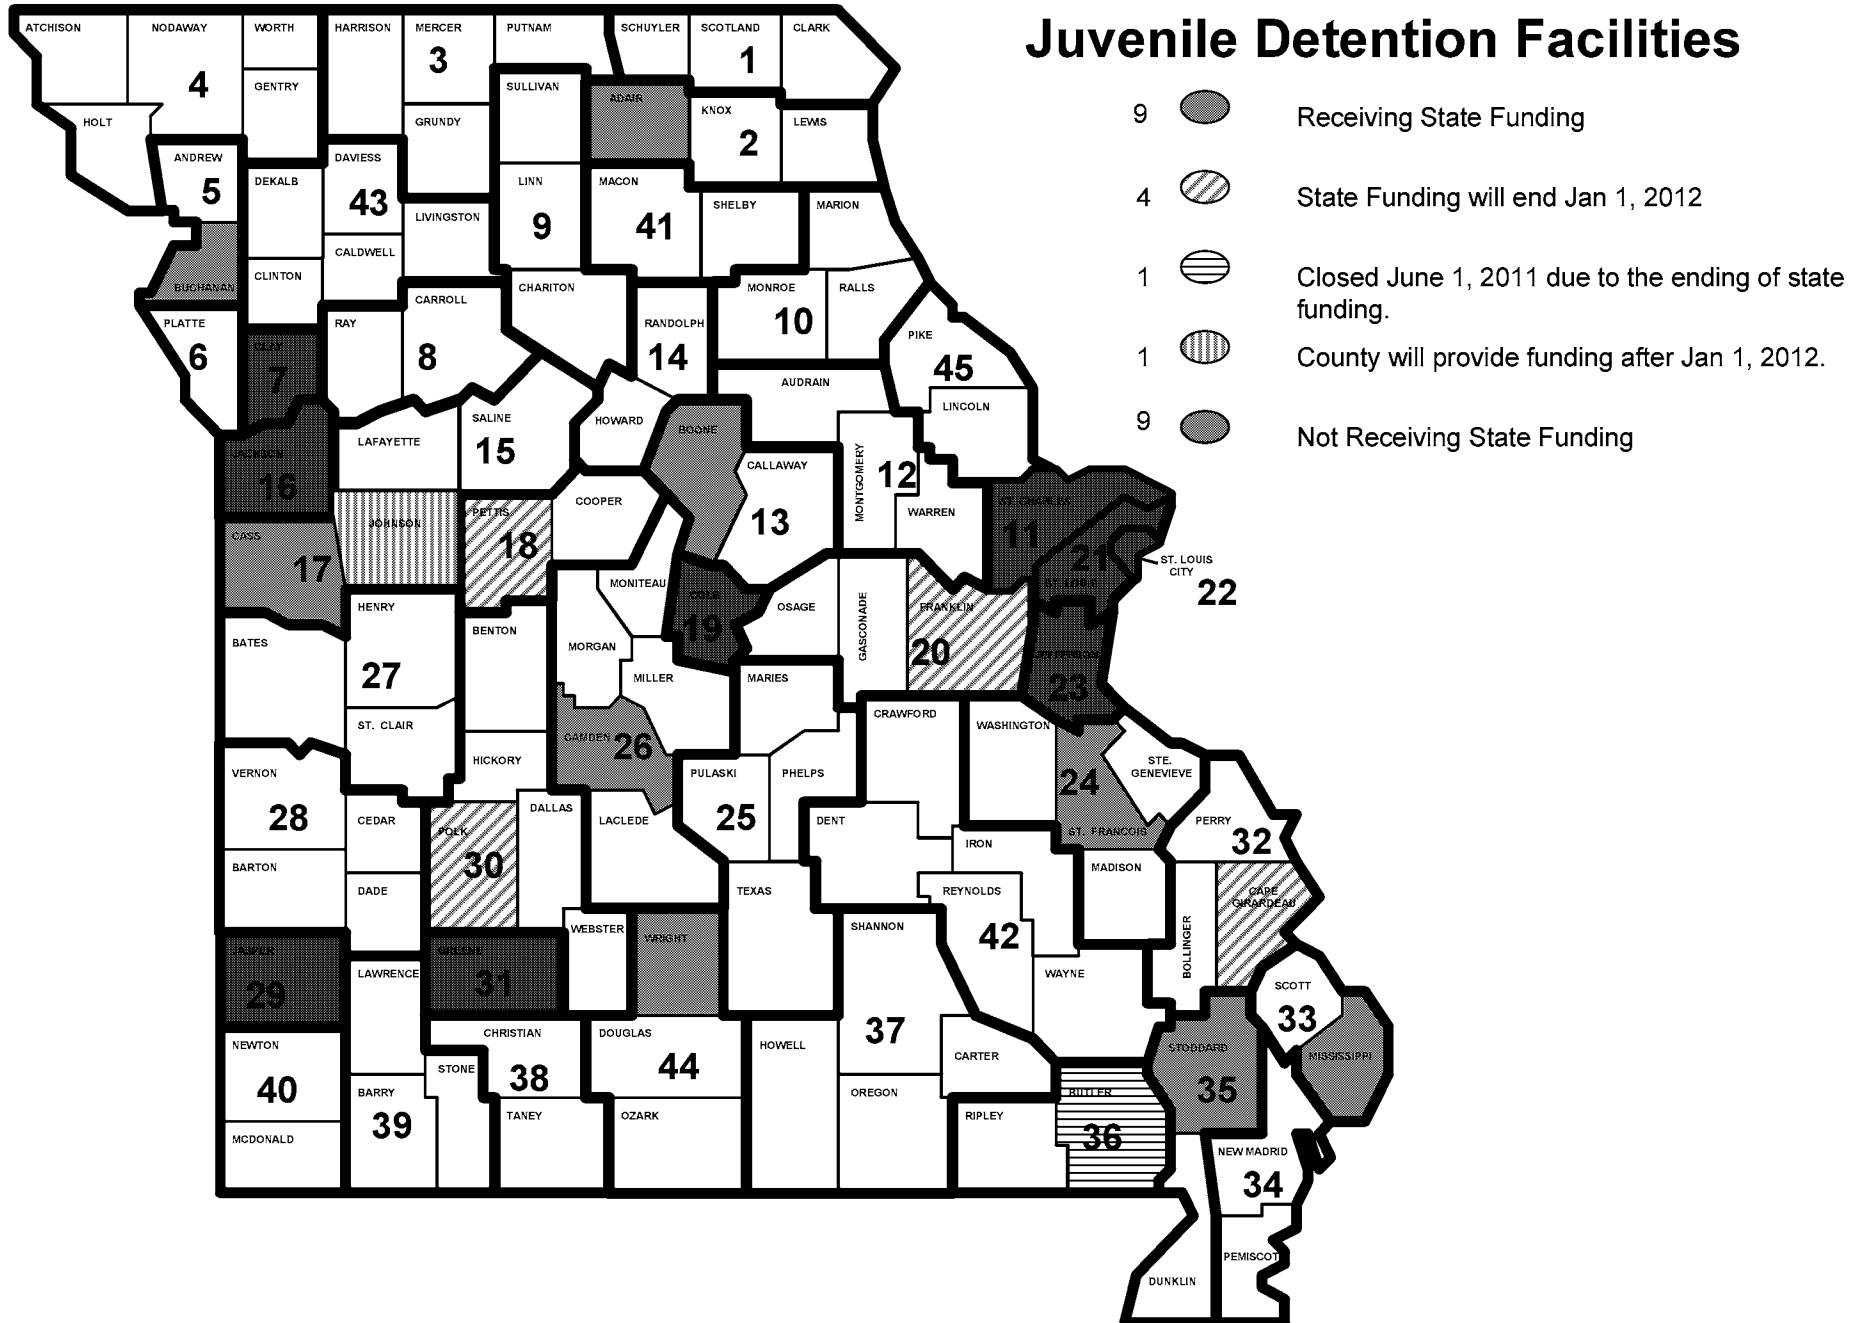 Juvenile Detention Facilities
9 Receiving State Funding
4 State Funding will end Jan 1, 2012
1 Closed June 1, 2011 due to the ending of state
funding.
1 County will provide funding after Jan 1, 2012.
9 Not Receiving State Funding
ATCHISON
NODAWAY
WORTH
HARRISON
MERCER
PUTNAM
SCHUYLER
SCOTLAND
CLARK
3
1
4
GENTRY
SULLIVAN
ADAIR
KNOX
HOLT
GRUNDY
LEWIS
2
ANDREW
DAVIESS
5
DEKALB
LINN
MACON
43
LIVINGSTON
9
41
SHELBY
MARION
CALDWELL
CLINTON
BUCHANAN
CARROLL
CHARITON
MONROE
RALLS
PLATTE
RAY
RANDOLPH
10
PIKE
6
CLAY
8
14
45
7
AUDRAIN
LINCOLN
SALINE
HOWARD
BOONE
LAFAYETTE
15
JACKSON
CALLAWAY
MONTGOMERY
12
16
COOPER
ST. CHARLES
JOHNSON
PETTIS
13
WARREN
11
CASS
18
21
17
ST. LOUIS
CITY
22
MONITEAU
ST. LOUIS
HENRY
COLE
OSAGE
GASCONADE
FRANKLIN
BATES
BENTON
19
MORGAN
20
JEFFERSON
27
MILLER
MARIES
23
ST. CLAIR
CRAWFORD
WASHINGTON
CAMDEN
26
HICKORY
STE.
GENEVIEVE
VERNON
PULASKI
PHELPS
24
28
CEDAR
DALLAS
LACLEDE
25
DENT
PERRY
POLK
ST. FRANCOIS
32
30
IRON
BARTON
MADISON
DADE
TEXAS
REYNOLDS
CAPE
GIRARDEAU
WEBSTER
WRIGHT
SHANNON
42
BOLLINGER
JASPER
GREENE
LAWRENCE
WAYNE
29
31
SCOTT
33
CHRISTIAN
DOUGLAS
37
NEWTON
HOWELL
STODDARD
MISSISSIPPI
CARTER
STONE
38
44
40
BARRY
OREGON
BUTLER
35
39
TANEY
OZARK
RIPLEY
36
MCDONALD
NEW MADRID
34
PEMISCOT
DUNKLIN